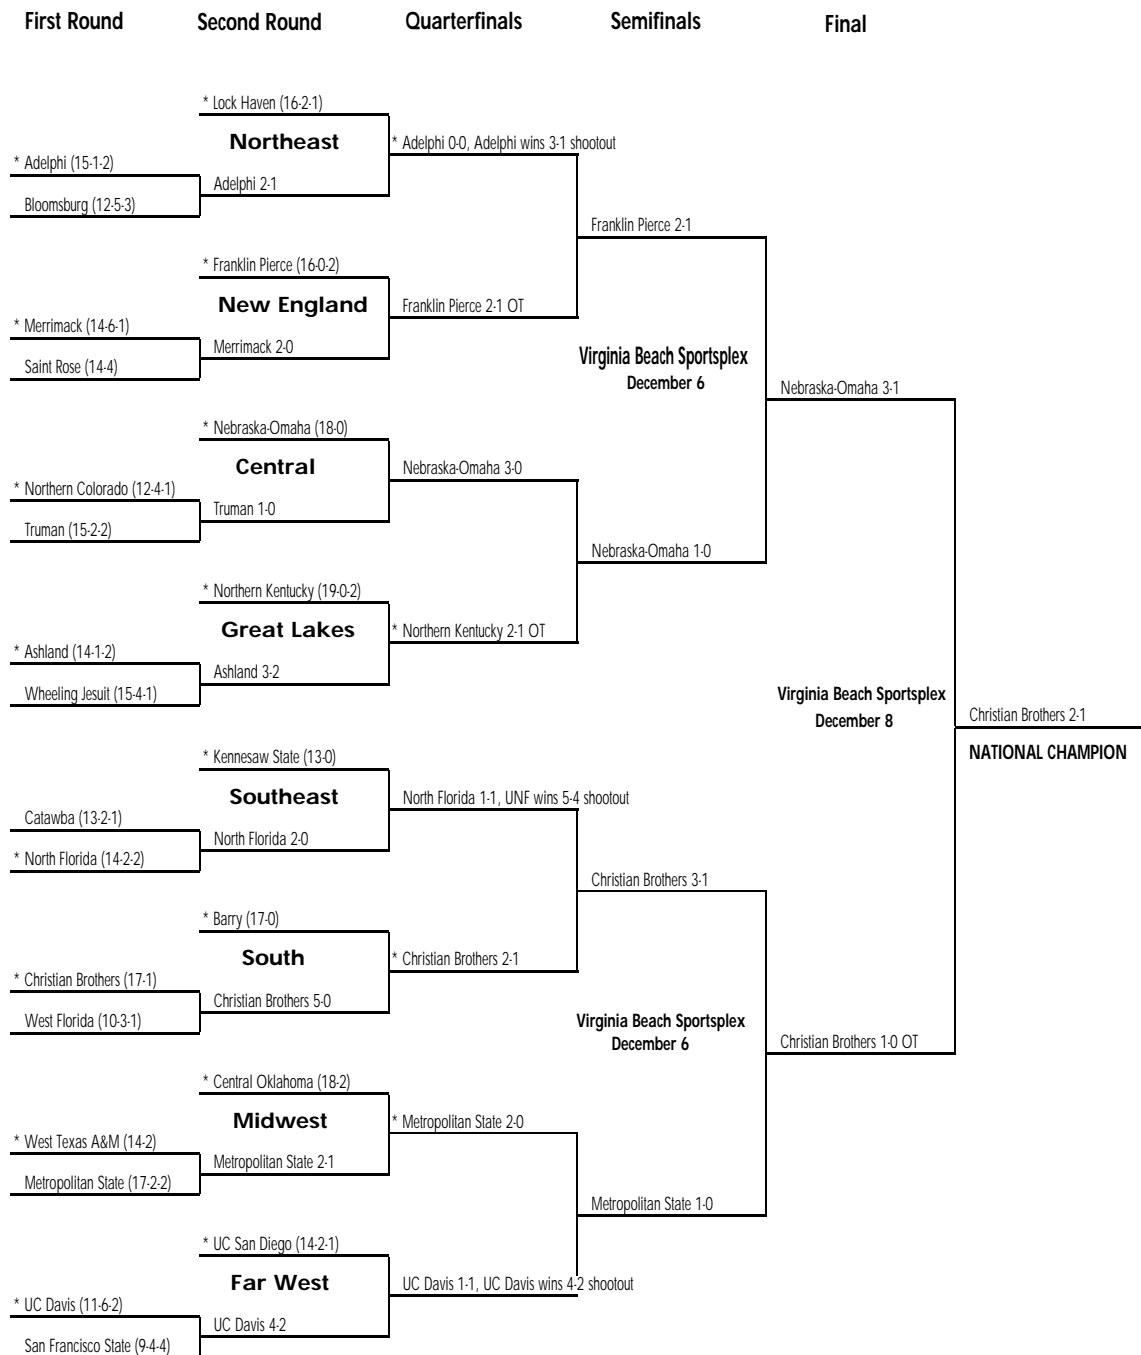 First Round
Second Round
Quarterfinals
Semifinals
Final
* Lock Haven (16-2-1)
Northeast
* Adelphi 0-0, Adelphi wins 3-1 shootout
* Adelphi (15-1-2)
Adelphi 2-1
Bloomsburg (12-5-3)
Franklin Pierce 2-1
* Franklin Pierce (16-0-2)
New England
Franklin Pierce 2-1 OT
* Merrimack (14-6-1)
Merrimack 2-0
Saint Rose (14-4)
Virginia Beach Sportsplex
December 6
Nebraska-Omaha 3-1
* Nebraska-Omaha (18-0)
Central
Nebraska-Omaha 3-0
* Northern Colorado (12-4-1)
Truman 1-0
Truman (15-2-2)
Nebraska-Omaha 1-0
* Northern Kentucky (19-0-2)
Great Lakes
* Northern Kentucky 2-1 OT
* Ashland (14-1-2)
Ashland 3-2
Wheeling Jesuit (15-4-1)
Virginia Beach Sportsplex
December 8
Christian Brothers 2-1
NATIONAL CHAMPION
* Kennesaw State (13-0)
Southeast
North Florida 1-1, UNF wins 5-4 shootout
Catawba (13-2-1)
North Florida 2-0
* North Florida (14-2-2)
Christian Brothers 3-1
* Barry (17-0)
South
* Christian Brothers 2-1
* Christian Brothers (17-1)
Christian Brothers 5-0
West Florida (10-3-1)
Virginia Beach Sportsplex
December 6
Christian Brothers 1-0 OT
* Central Oklahoma (18-2)
Midwest
* Metropolitan State 2-0
* West Texas A&M (14-2)
Metropolitan State 2-1
Metropolitan State (17-2-2)
Metropolitan State 1-0
* UC San Diego (14-2-1)
Far West
UC Davis 1-1, UC Davis wins 4-2 shootout
* UC Davis (11-6-2)
UC Davis 4-2
San Francisco State (9-4-4)